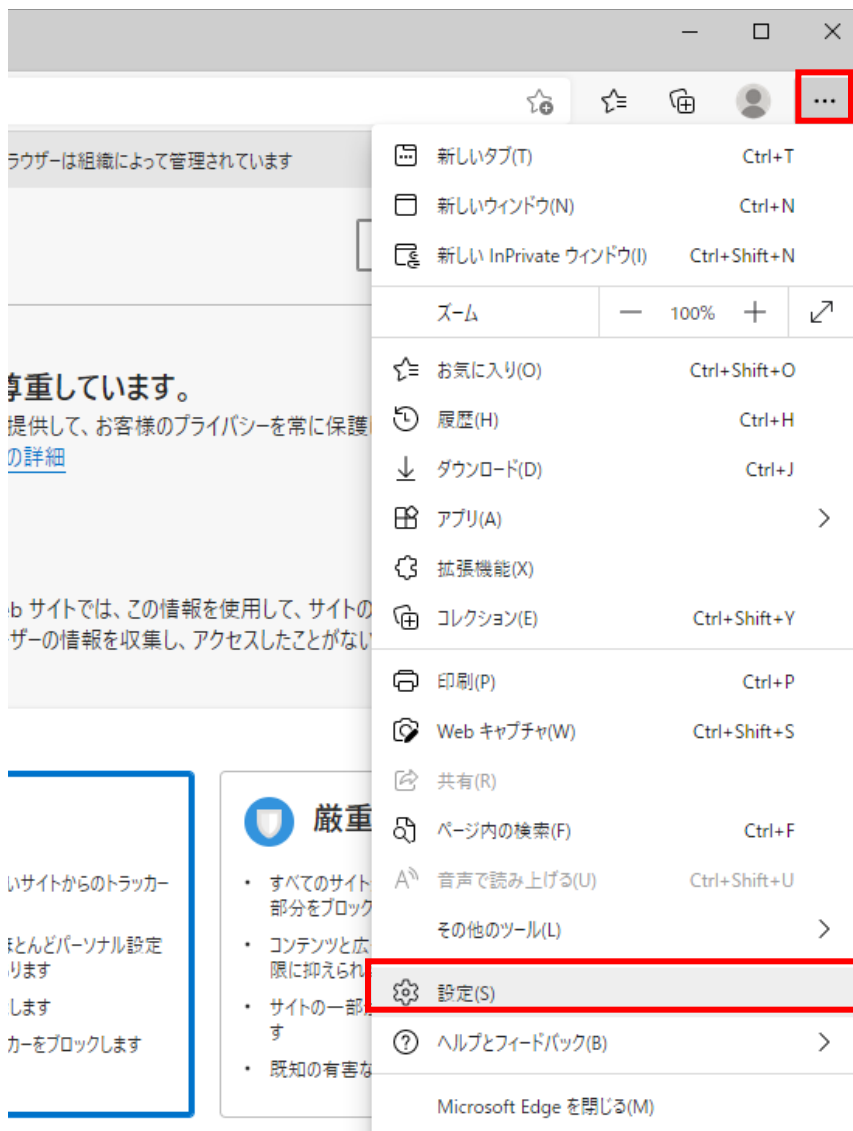 ラウザーは組織によって管理されています
尊重しています。
提供して、お客様のプライバシーを常に保護
の詳細
eb サイトでは、この情報を使用して、サイトの
ザーの情報を収集し、アクセスしたことがない
いサイトからのトラッカー
ほとんどパーソナル設定
ります
します
カーをブロックします
厳重
• すべてのサイト
部分をブロック
• コンテンツと広
限に抑えられ
• サイトの一部
す
• 既知の有害な
新しいタブ(T) Ctrl+T
新しいウィンドウ(N) Ctrl+N
新しい InPrivate ウィンドウ(I) Ctrl+Shift+N
ズーム — 100% +
お気に入り(O) Ctrl+Shift+O
履歴(H) Ctrl+H
ダウンロード(D) Ctrl+J
アプリ(A)
拡張機能(X)
コレクション(E) Ctrl+Shift+Y
印刷(P) Ctrl+P
Web キャプチャ(W) Ctrl+Shift+S
共有(R)
ページ内の検索(F) Ctrl+F
音声で読み上げる(U) Ctrl+Shift+U
その他のツール(L)
設定(S)
ヘルプとフィードバック(B)
Microsoft Edge を閉じる(M)